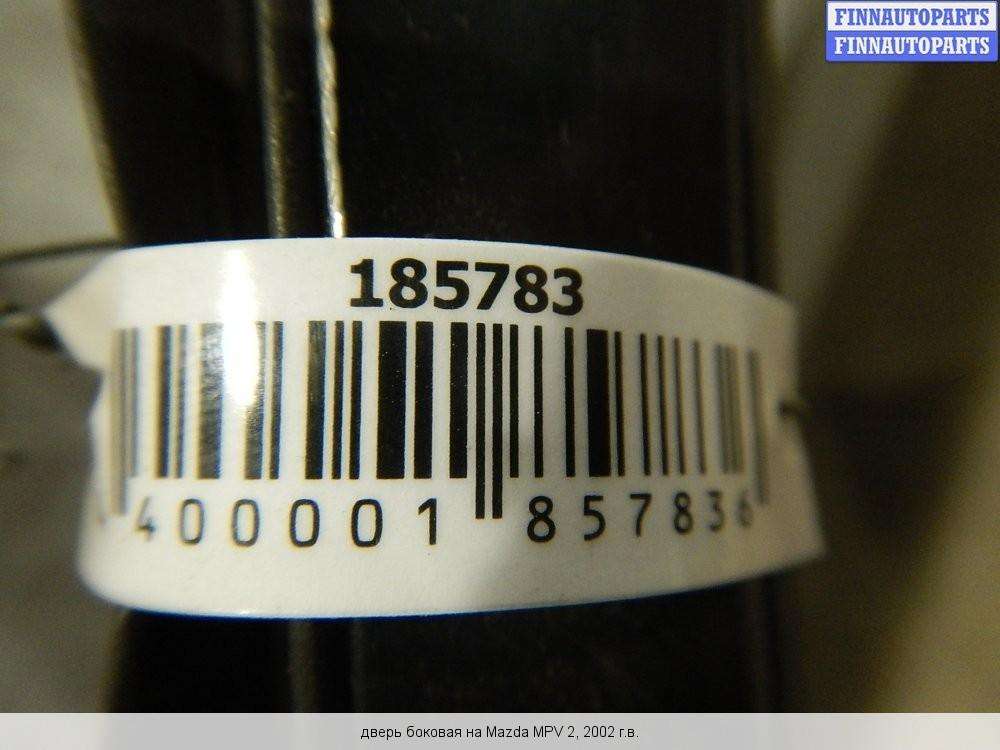 FINNAUTOPARTS
FINNAUTOPARTS
185783
400001 857836
дверь боковая на Mazda MPV 2, 2002 г.в.